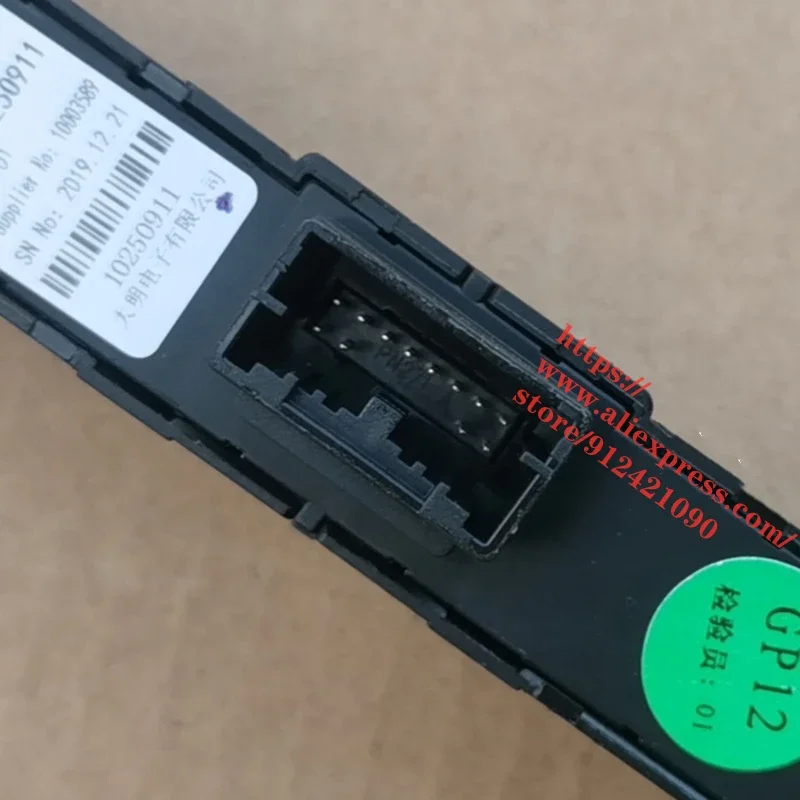 250911
01
Supplier No: 10003589
SN No: 2019.12.21
10250911
大明电子有限公司
https:
www.aliexpress.com/
store/912421090
GP12
检验员:01